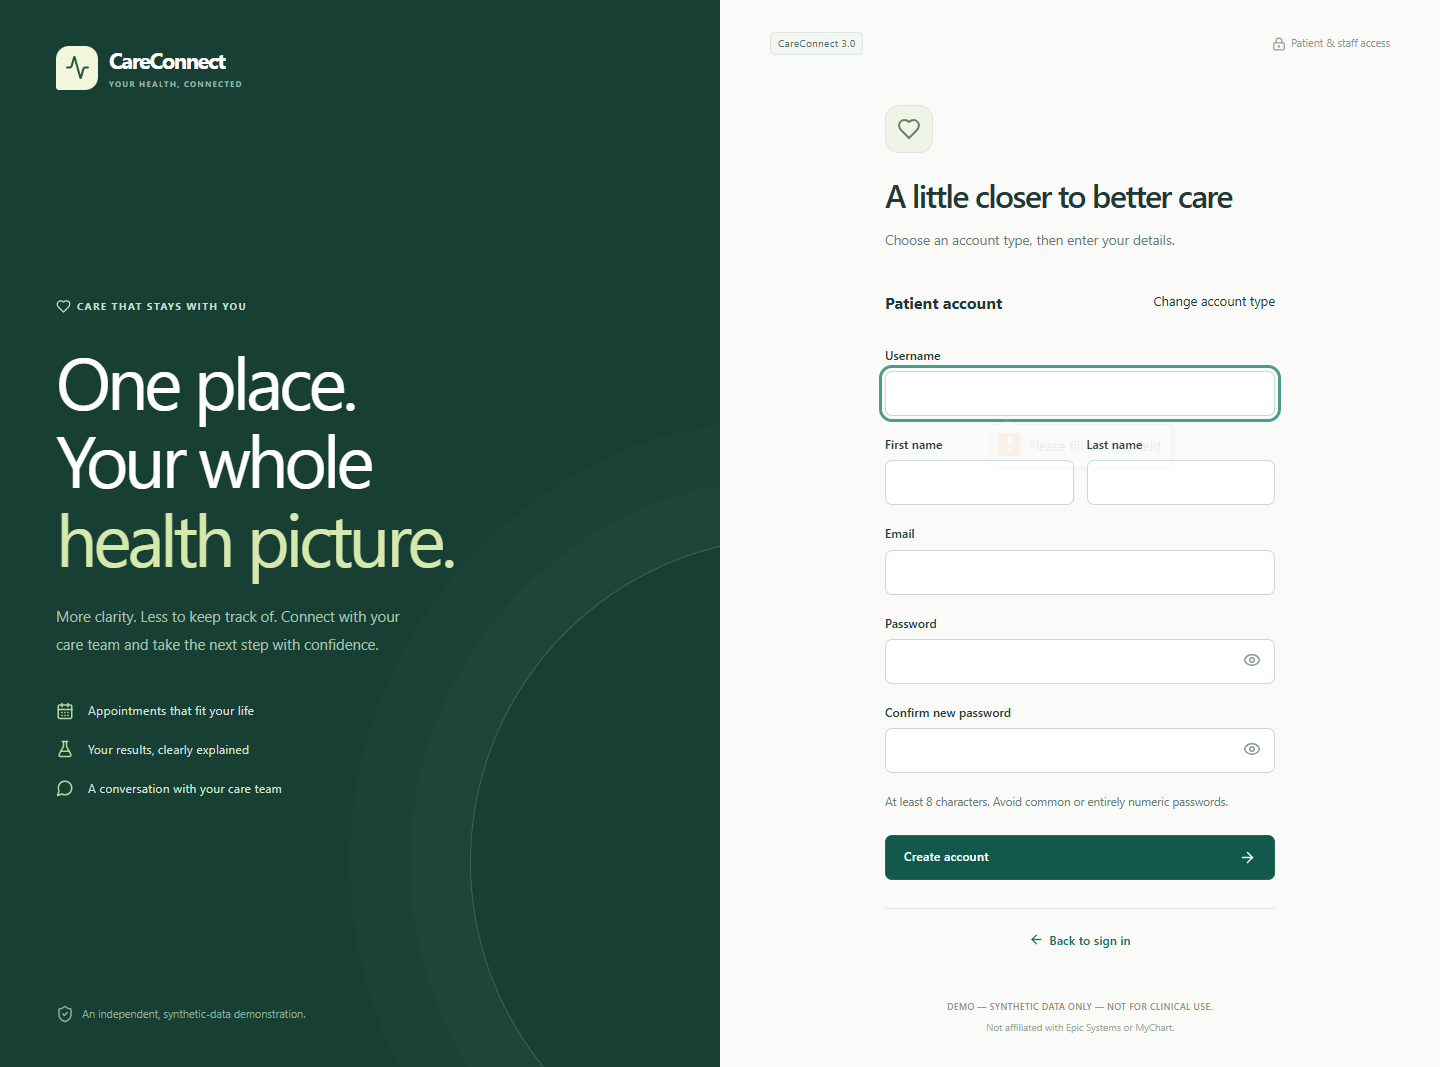 CareConnect
YOUR HEALTH, CONNECTED
CARE THAT STAYS WITH YOU
One place.
Your whole
health picture.
More clarity. Less to keep track of. Connect with your
care team and take the next step with confidence.
Appointments that fit your life
Your results, clearly explained
A conversation with your care team
An independent, synthetic-data demonstration.
CareConnect 3.0
Patient & staff access
A little closer to better care
Choose an account type, then enter your details.
Patient account
Change account type
Username
Please fill
First name
Last name
Email
Password
Confirm new password
At least 8 characters. Avoid common or entirely numeric passwords.
Create account
Back to sign in
DEMO — SYNTHETIC DATA ONLY — NOT FOR CLINICAL USE.
Not affiliated with Epic Systems or MyChart.